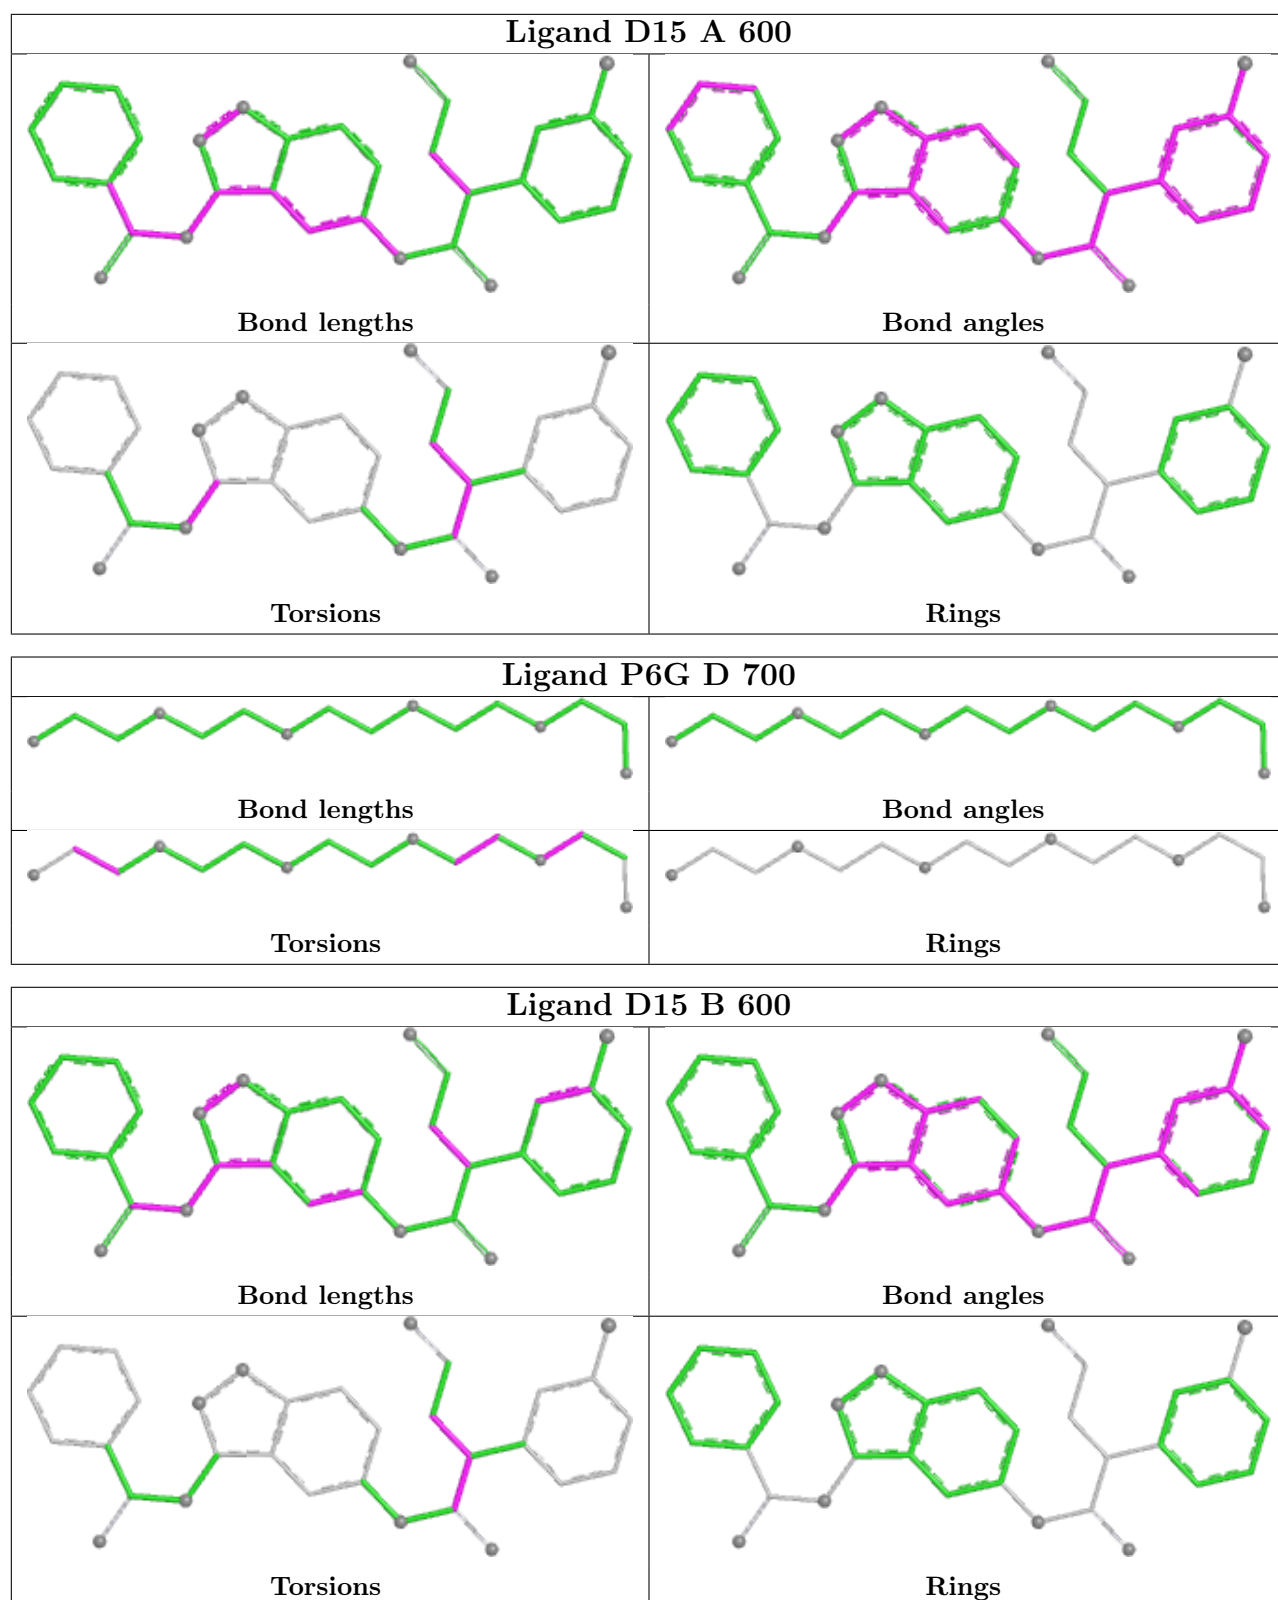 Ligand D15 A 600
Bond lengths
Bond angles
Torsions
Rings
Ligand P6G D 700
Bond lengths
Bond angles
Torsions
Rings
Ligand D15 B 600
Bond lengths
Bond angles
Torsions
Rings